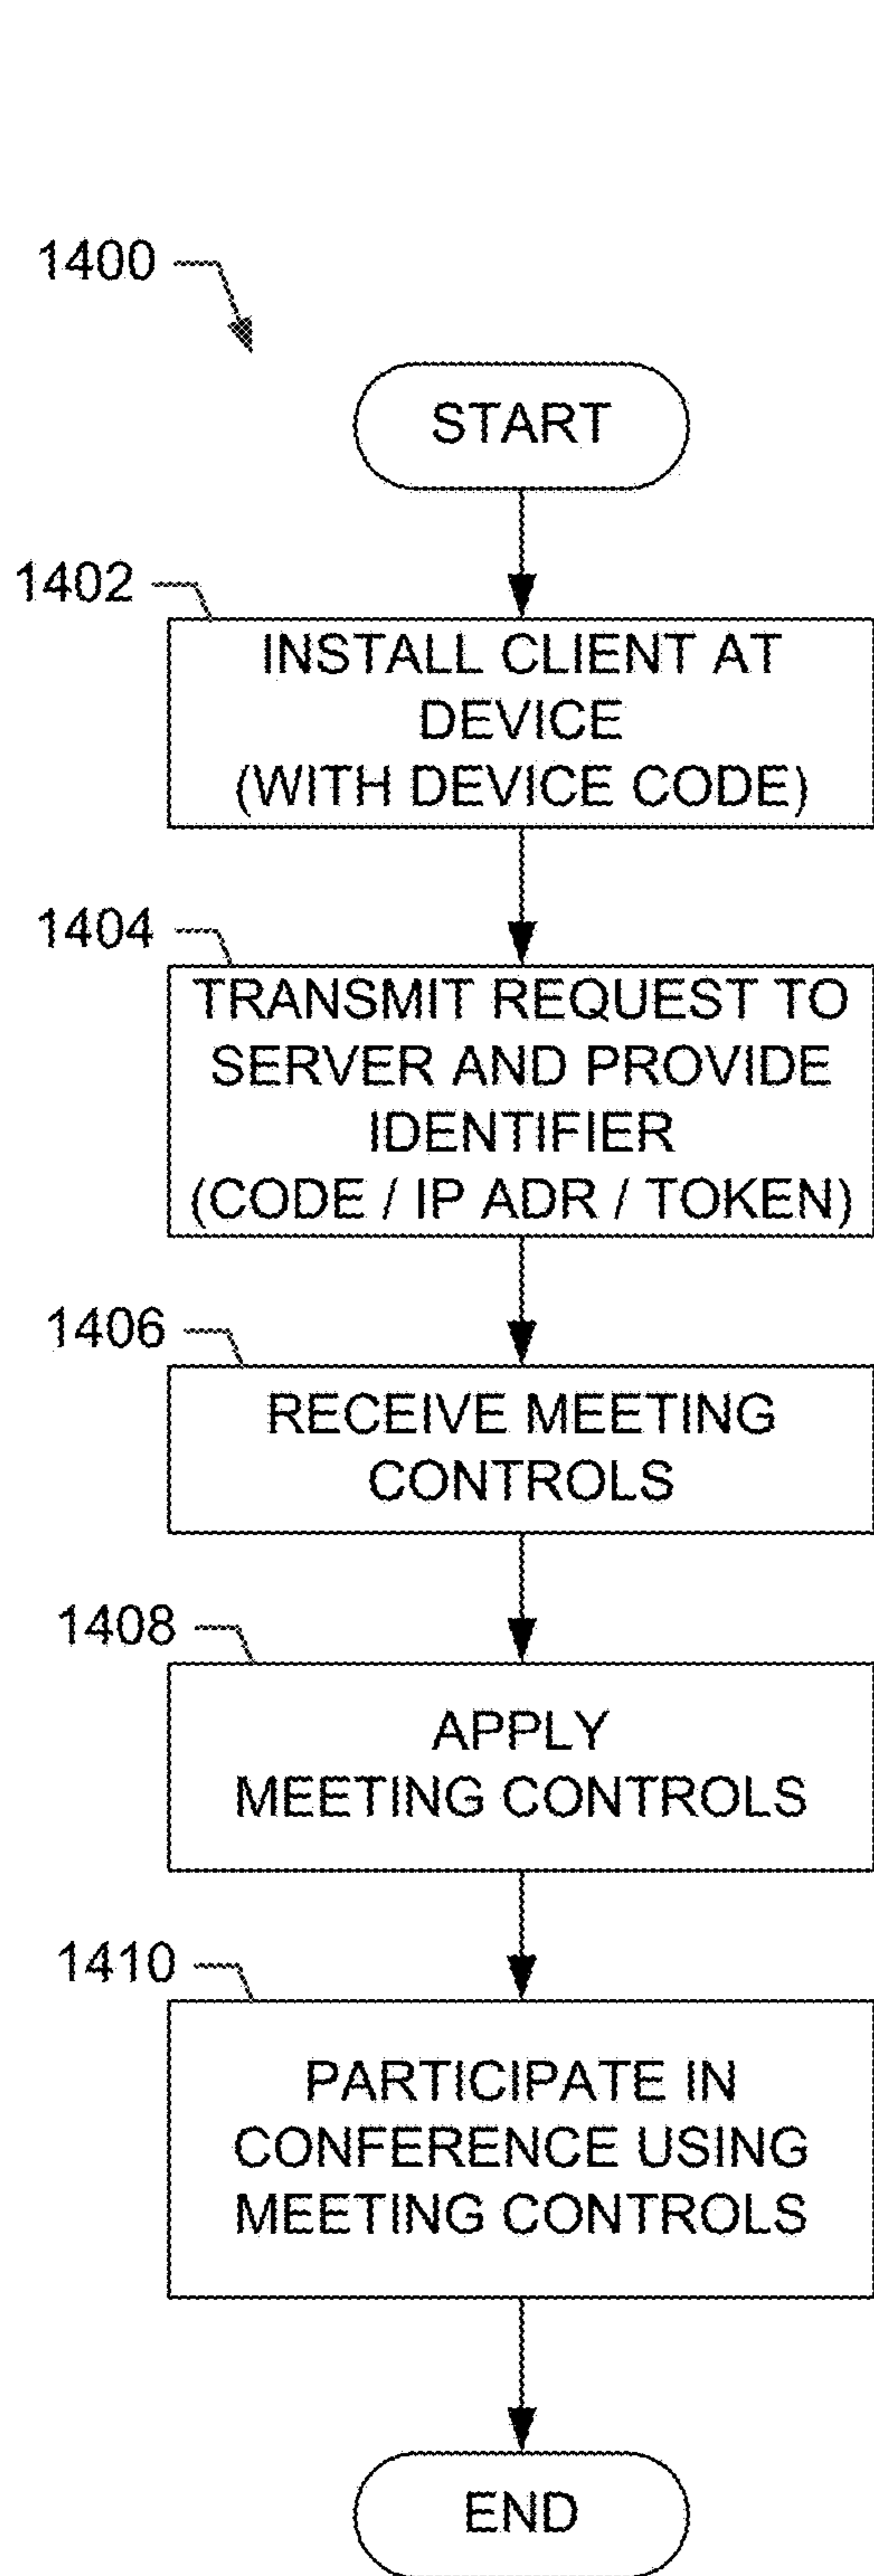 1400
START
1402
INSTALL CLIENT AT
DEVICE
(WITH DEVICE CODE)
1404
TRANSMIT REQUEST TO
SERVER AND PROVIDE
IDENTIFIER
(CODE / IP ADR / TOKEN)
1406
RECEIVE MEETING
CONTROLS
1408
APPLY
MEETING CONTROLS
1410
PARTICIPATE IN
CONFERENCE USING
MEETING CONTROLS
END